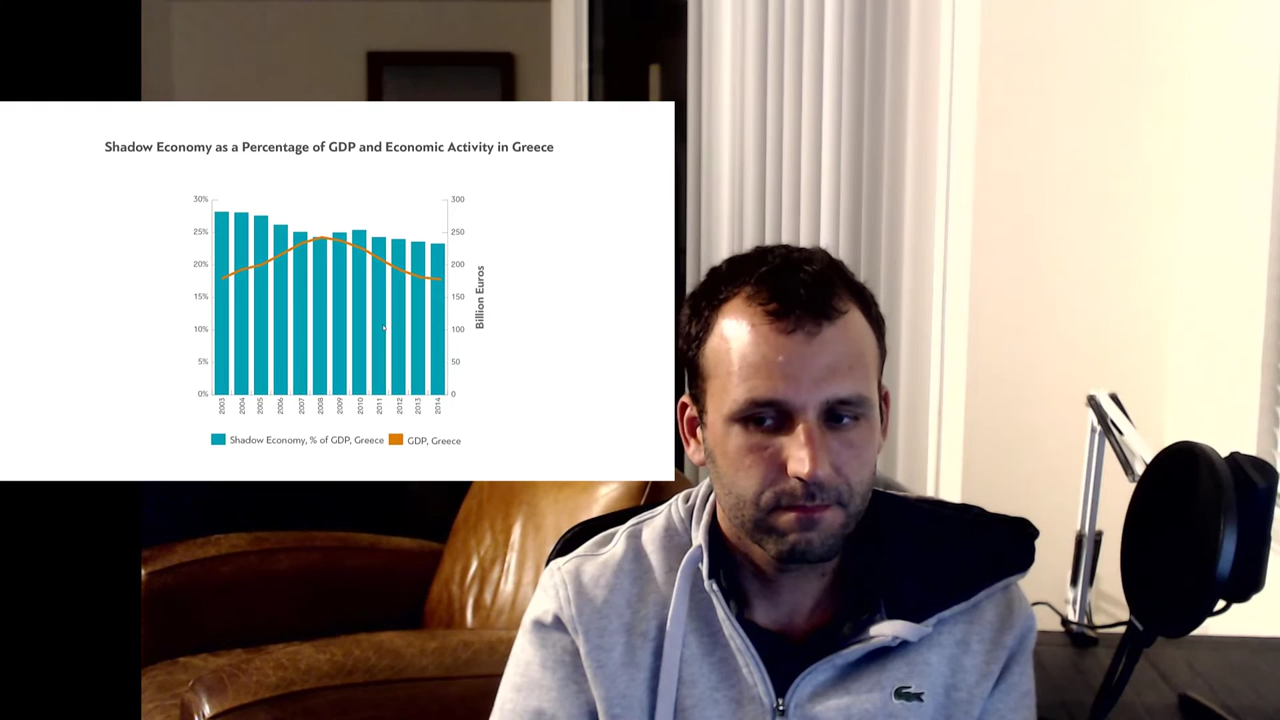 Shadow Economy as a Percentage of GDP and Economic Activity in Greece
30% 300
25% 250
20% 200
15% 150
10% 100
5% 50
0% 0
Billion Euros
2003 2004 2005 2006 2007 2008 2009 2010 2011 2012 2013 2014
Shadow Economy, % of GDP, Greece GDP, Greece